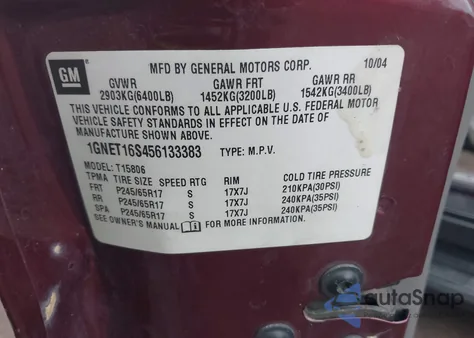 GM
MFD BY GENERAL MOTORS CORP. 10/04
GVWR GAWR FRT GAWR RR
2903KG(6400LB) 1452KG(3200LB) 1542KG(3400LB)
THIS VEHICLE CONFORMS TO ALL APPLICABLE U.S. FEDERAL MOTOR
VEHICLE SAFETY STANDARDS IN EFFECT ON THE DATE OF
MANUFACTURE SHOWN ABOVE.
1GNET16S456133383 TYPE: M.P.V.
MODEL: T15806
TPMA TIRE SIZE SPEED RTG RIM COLD TIRE PRESSURE
FRT P245/65R17 S 17X7J 210KPA(30PSI)
RR P245/65R17 S 17X7J 240KPA(35PSI)
SPA P245/65R17 S 17X7J 240KPA(35PSI)
SEE OWNER'S MANUAL FOR MORE INFORMATION
autaSnap